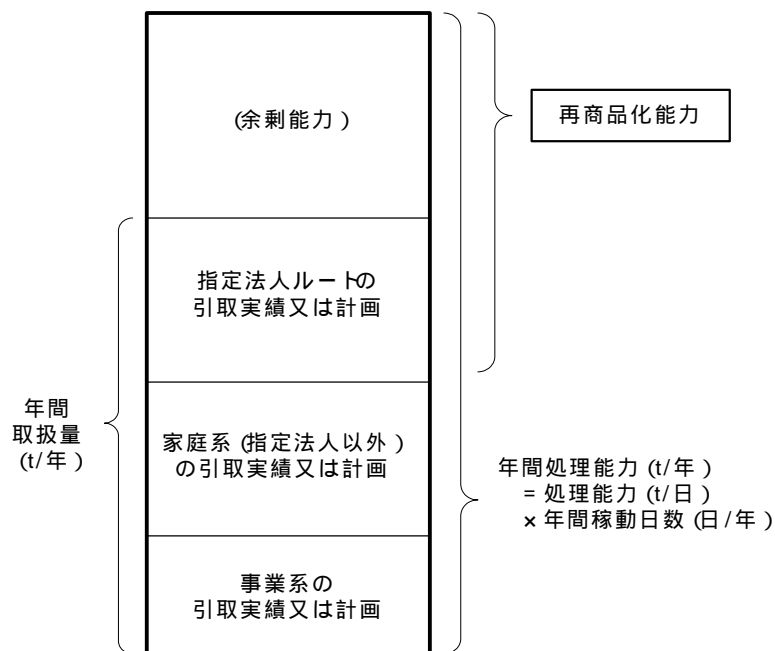 (余剰能力)
再商品化能力
指定法人ルートの
引取実績又は計画
年間
取扱量
(t/年)
家庭系(指定法人以外)
の引取実績又は計画
年間処理能力(t/年)
=処理能力(t/日)
×年間稼動日数(日/年)
事業系の
引取実績又は計画